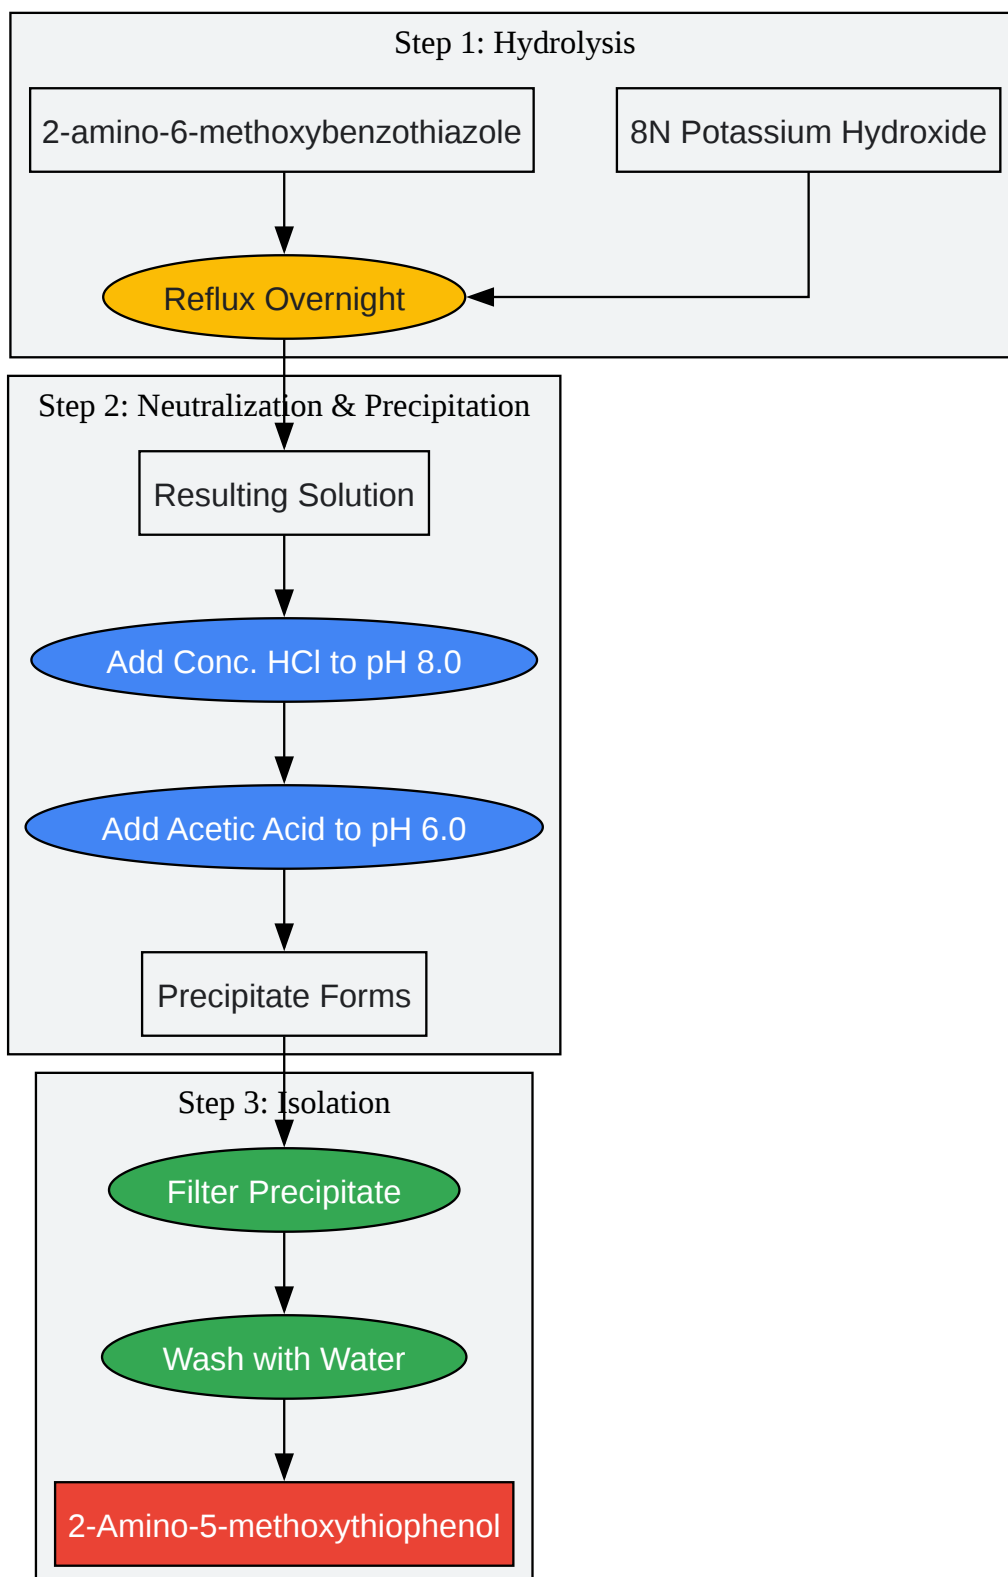 Step 1: Hydrolysis
2-amino-6-methoxybenzothiazole
8N Potassium Hydroxide
Reflux Overnight
Step 2: Neutralization & Precipitation
Resulting Solution
Add Conc. HCl to pH 8.0
Add Acetic Acid to pH 6.0
Precipitate Forms
Step 3: Isolation
Filter Precipitate
Wash with Water
2-Amino-5-methoxythiophenol